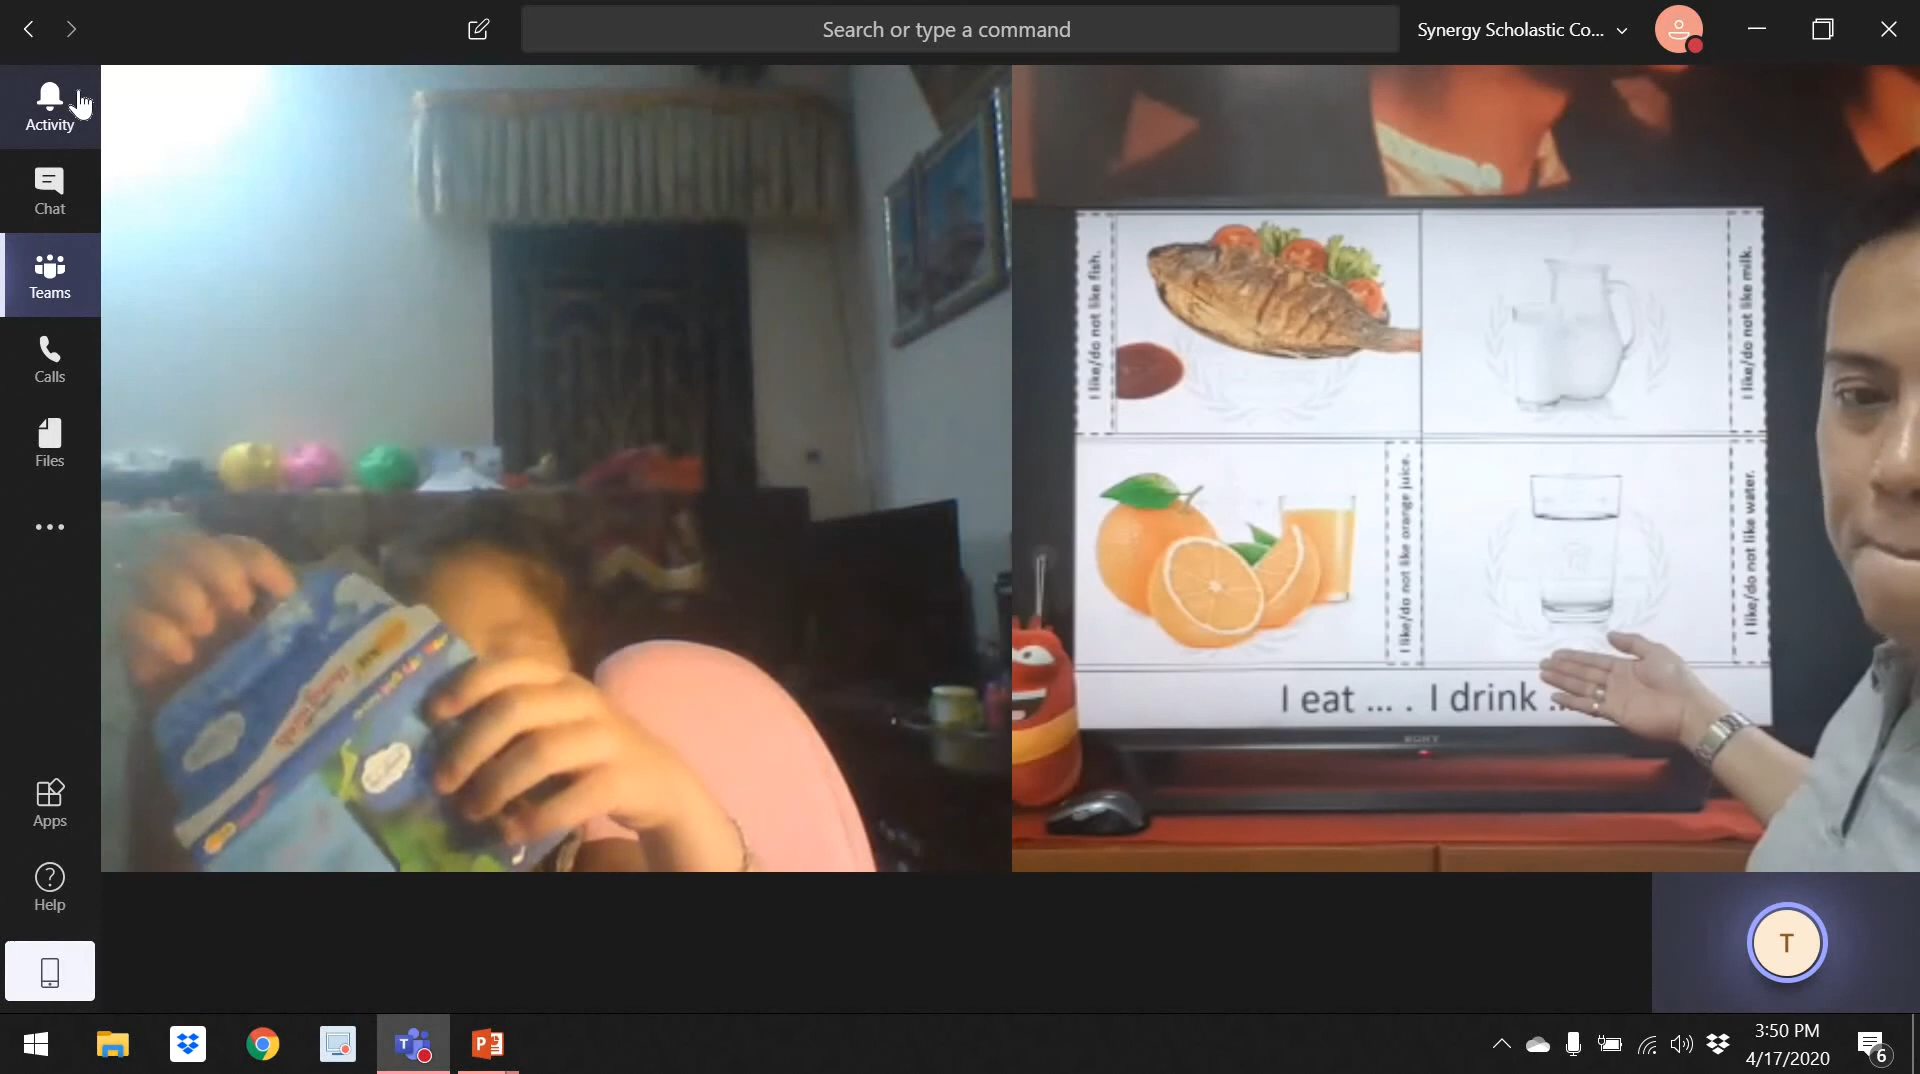 Search or type a command
Synergy Scholastic Co...
Activity
Chat
Teams
Calls
Files
Apps
Help
I like/do not like fish.
I like/do not like milk.
I like/do not like orange juice.
I like/do not like water.
I eat ... . I drink ...
SONY
T
3:50 PM
4/17/2020
6